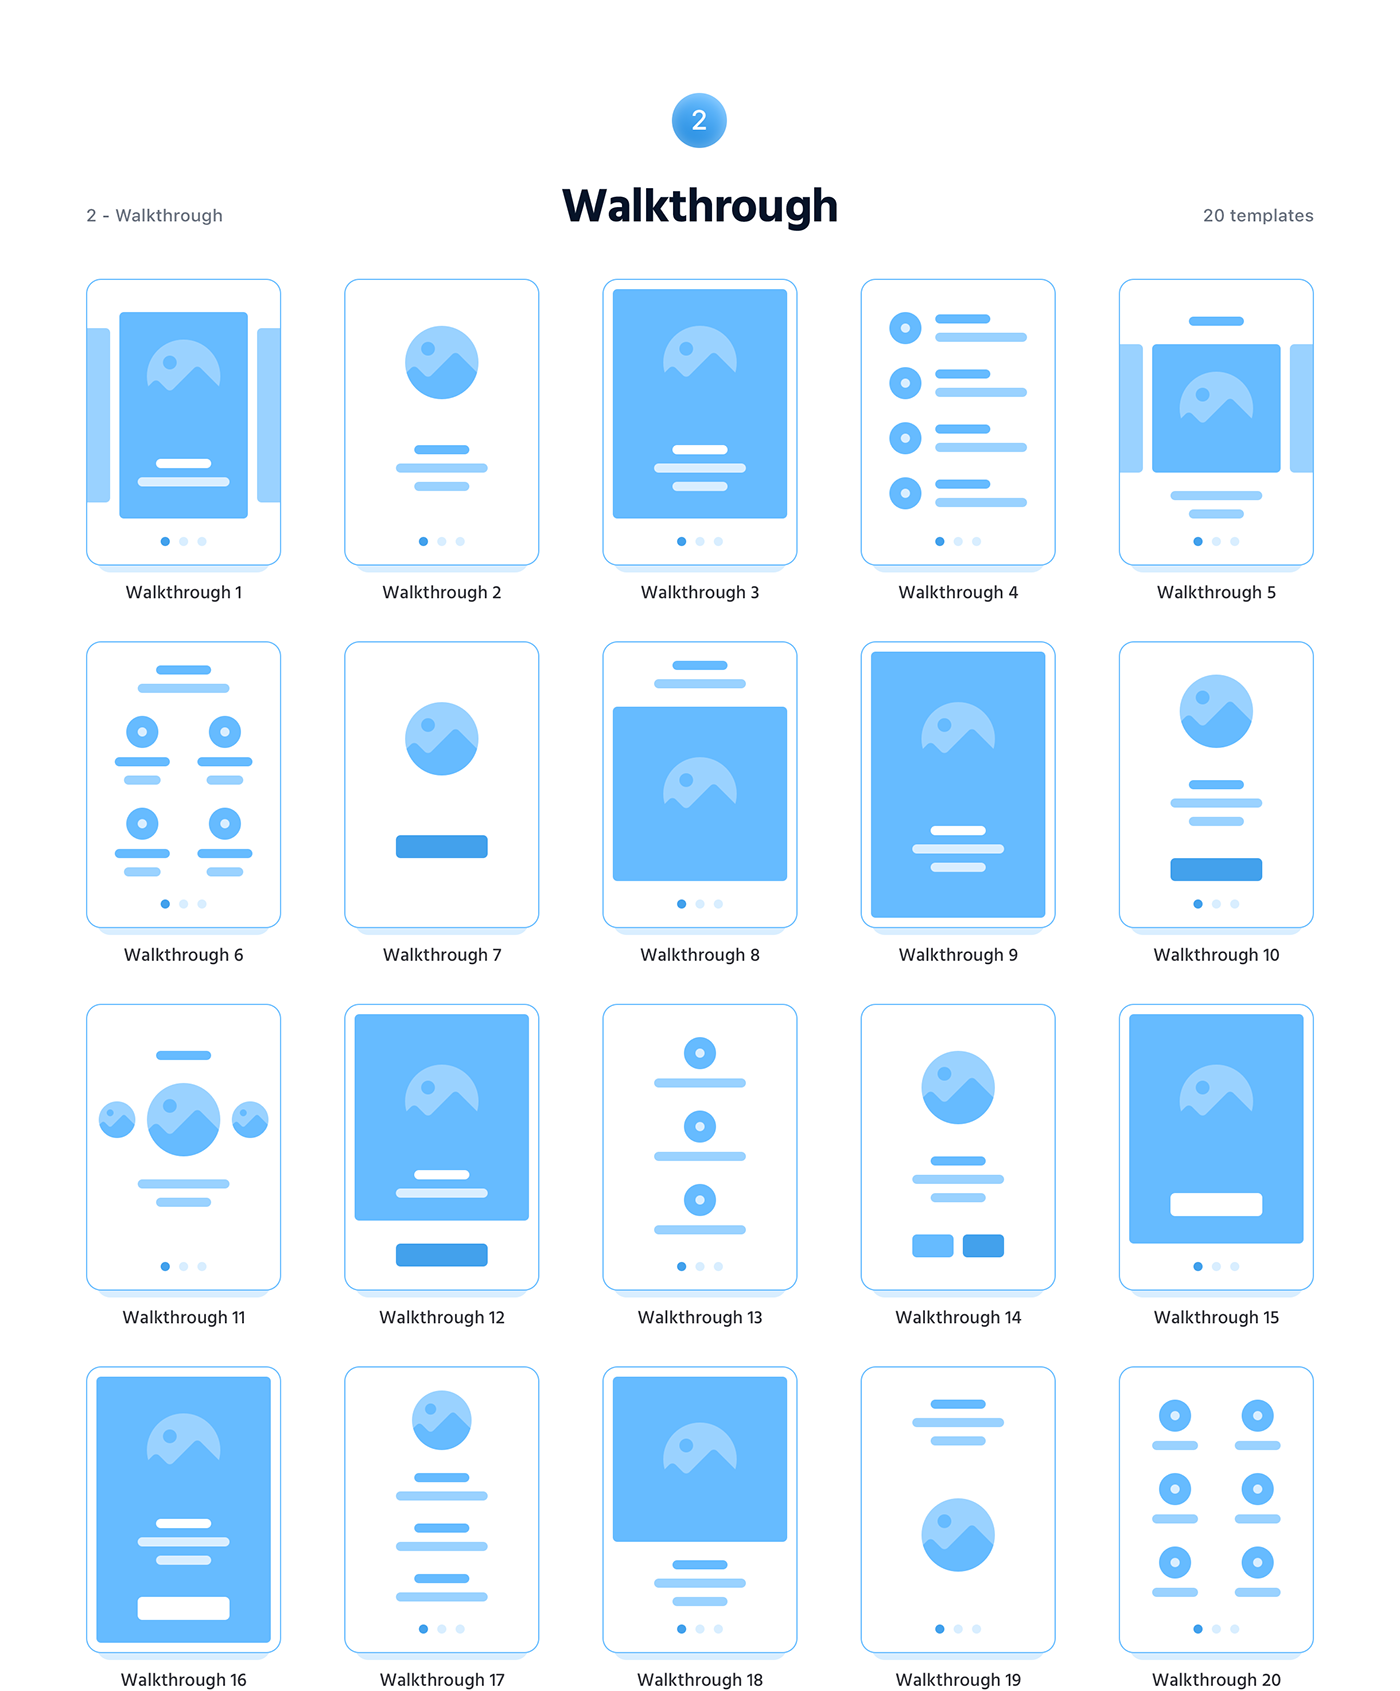 2
2 - Walkthrough
Walkthrough
20 templates
Walkthrough 1
Walkthrough 2
Walkthrough 3
Walkthrough 4
Walkthrough 5
Walkthrough 6
Walkthrough 7
Walkthrough 8
Walkthrough 9
Walkthrough 10
Walkthrough 11
Walkthrough 12
Walkthrough 13
Walkthrough 14
Walkthrough 15
Walkthrough 16
Walkthrough 17
Walkthrough 18
Walkthrough 19
Walkthrough 20